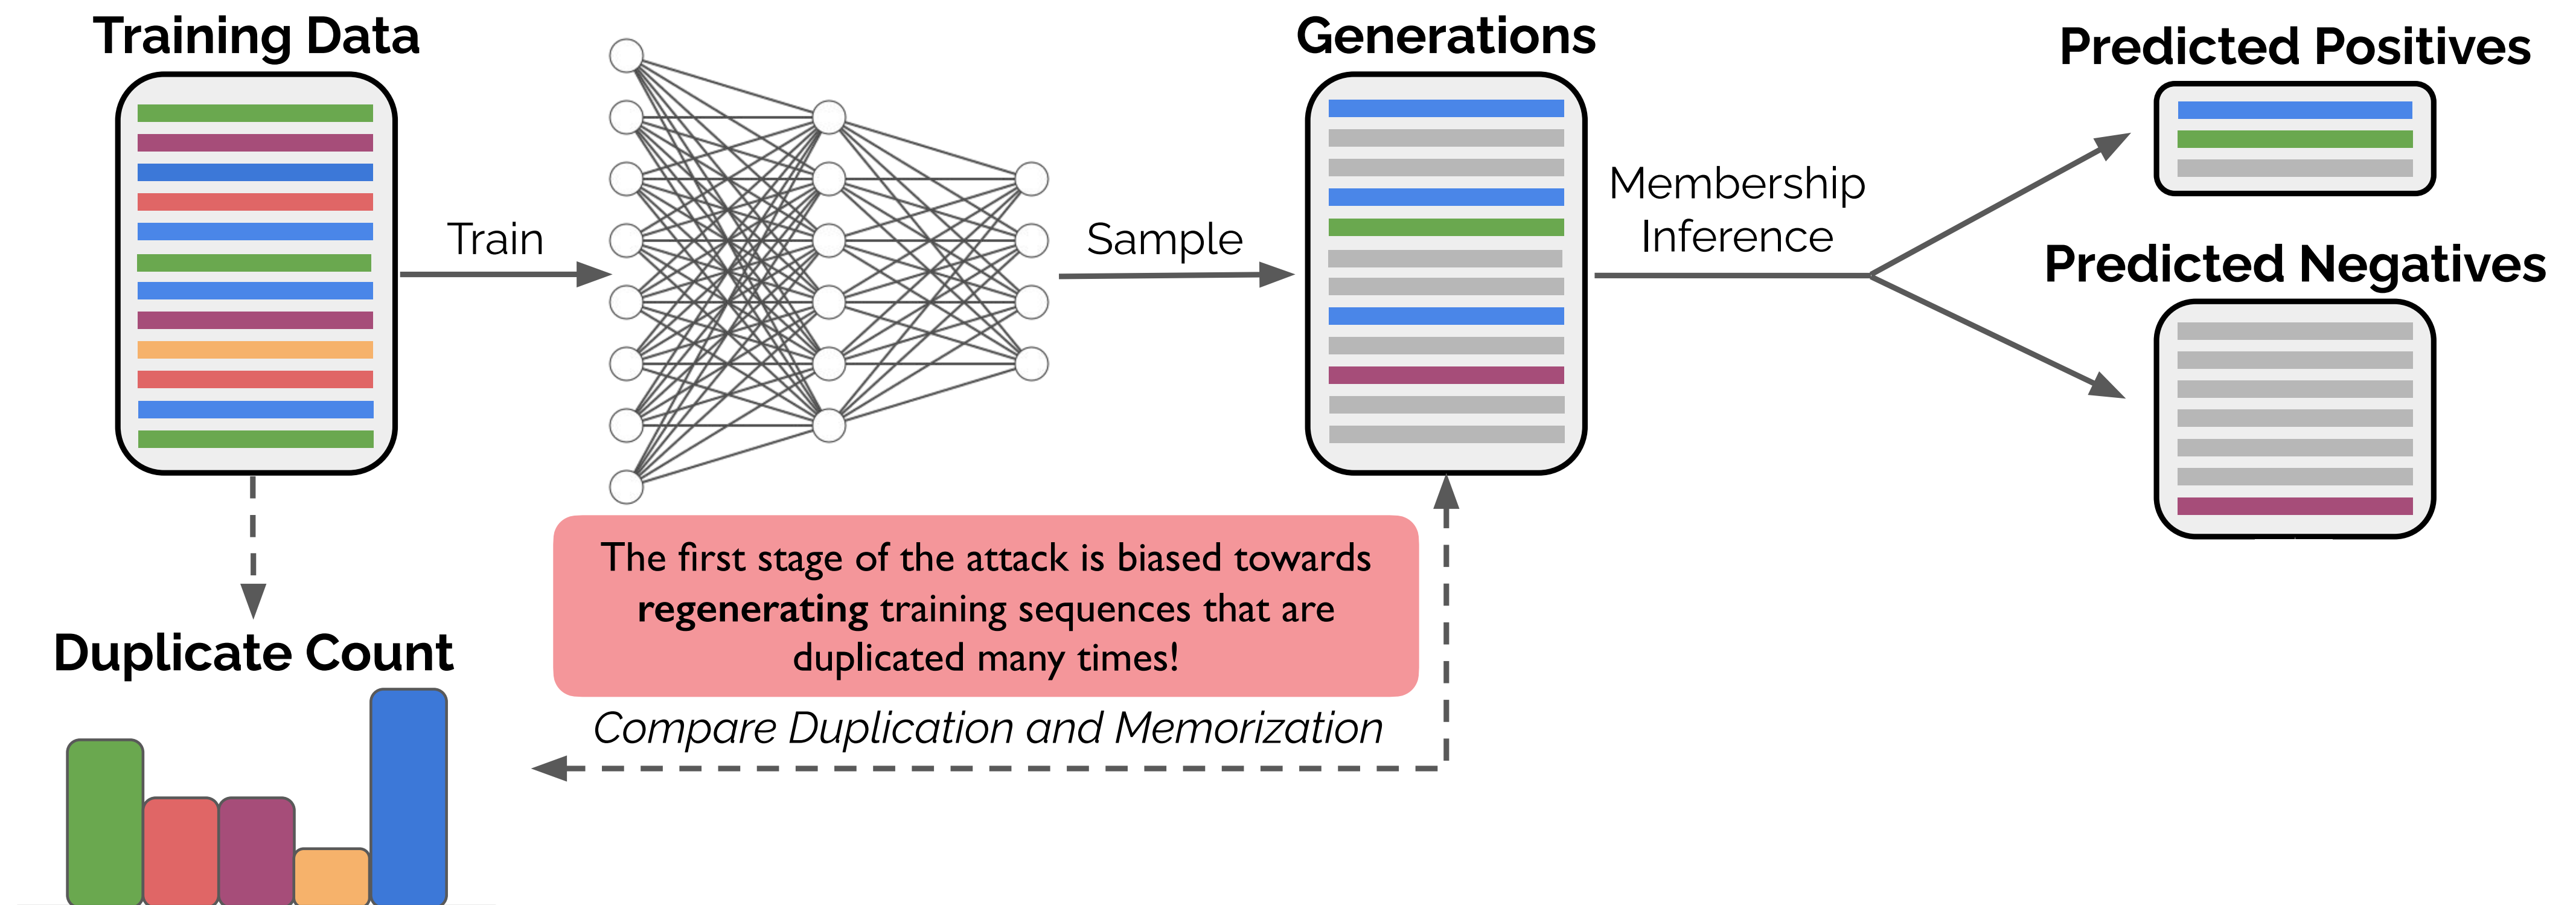 Training Data
Generations
Predicted Positives
Membership
Inference
Train
Sample
Predicted Negatives
The first stage of the attack is biased towards
regenerating training sequences that are
duplicated many times!
Duplicate Count
Compare Duplication and Memorization